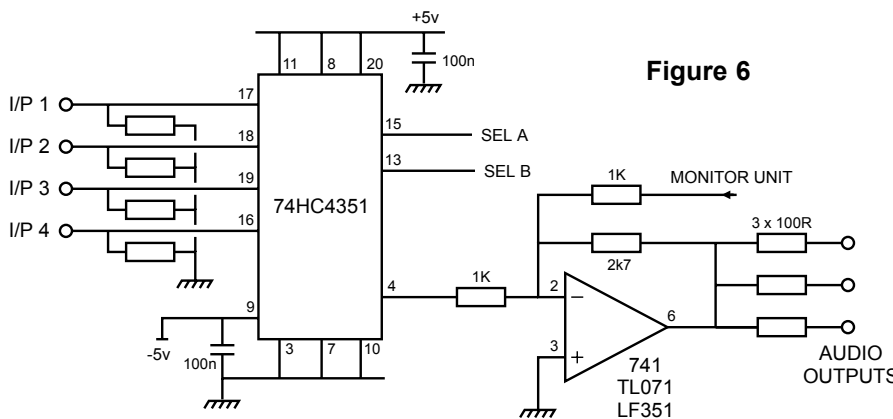 +5v
11
8
20
100n
Figure 6
I/P 1
17
I/P 2
18
I/P 3
19
I/P 4
16
74HC4351
15
SEL A
13
SEL B
1K
MONITOR UNIT
2k7
3 x 100R
4
1K
2
6
3
9
-5v
100n
3
7
10
741
TL071
LF351
AUDIO
OUTPUTS